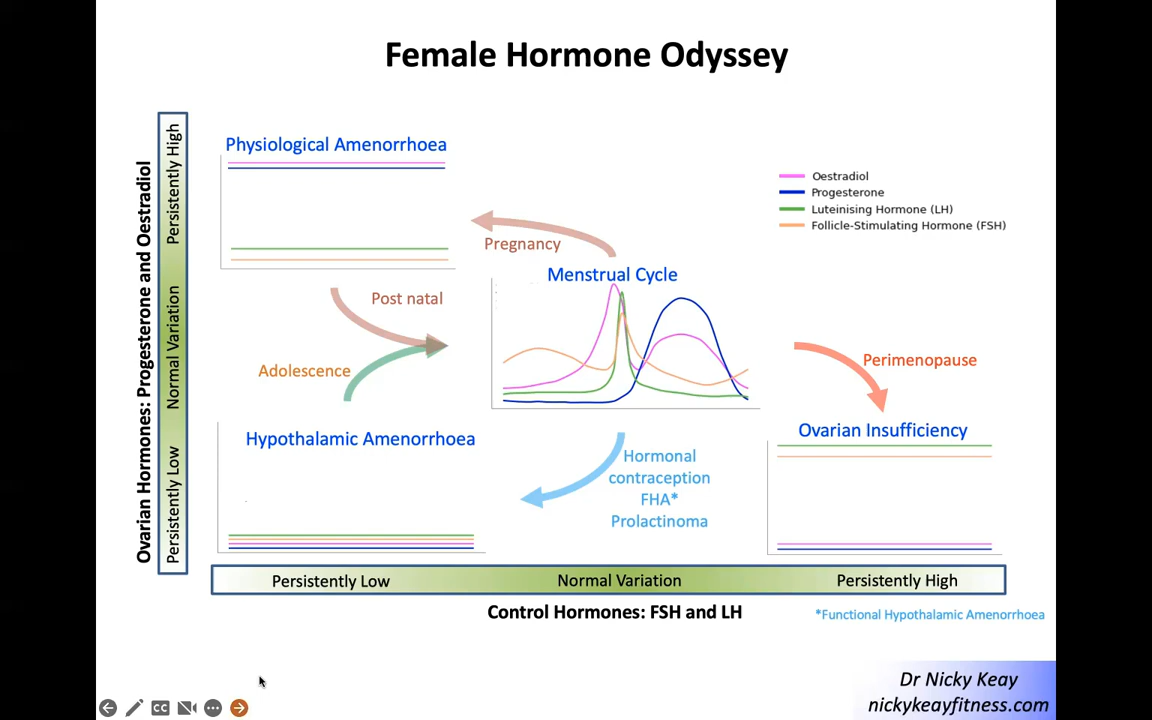 Female Hormone Odyssey
Ovarian Hormones: Progesterone and Oestradiol
Persistently High
Normal Variation
Persistently Low
Physiological Amenorrhoea
Oestradiol
Progesterone
Luteinising Hormone (LH)
Follicle-Stimulating Hormone (FSH)
Pregnancy
Menstrual Cycle
Post natal
Adolescence
Perimenopause
Hypothalamic Amenorrhoea
Ovarian Insufficiency
Hormonal
contraception
FHA*
Prolactinoma
Persistently Low
Normal Variation
Persistently High
Control Hormones: FSH and LH
*Functional Hypothalamic Amenorrhoea
Dr Nicky Keay
nickykeayfitness.com
CC